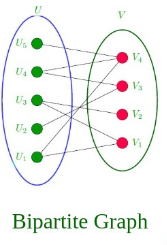 U V
U₅
U₄ V₄
U₃ V₃
U₂ V₂
U₁ V₁
Bipartite Graph